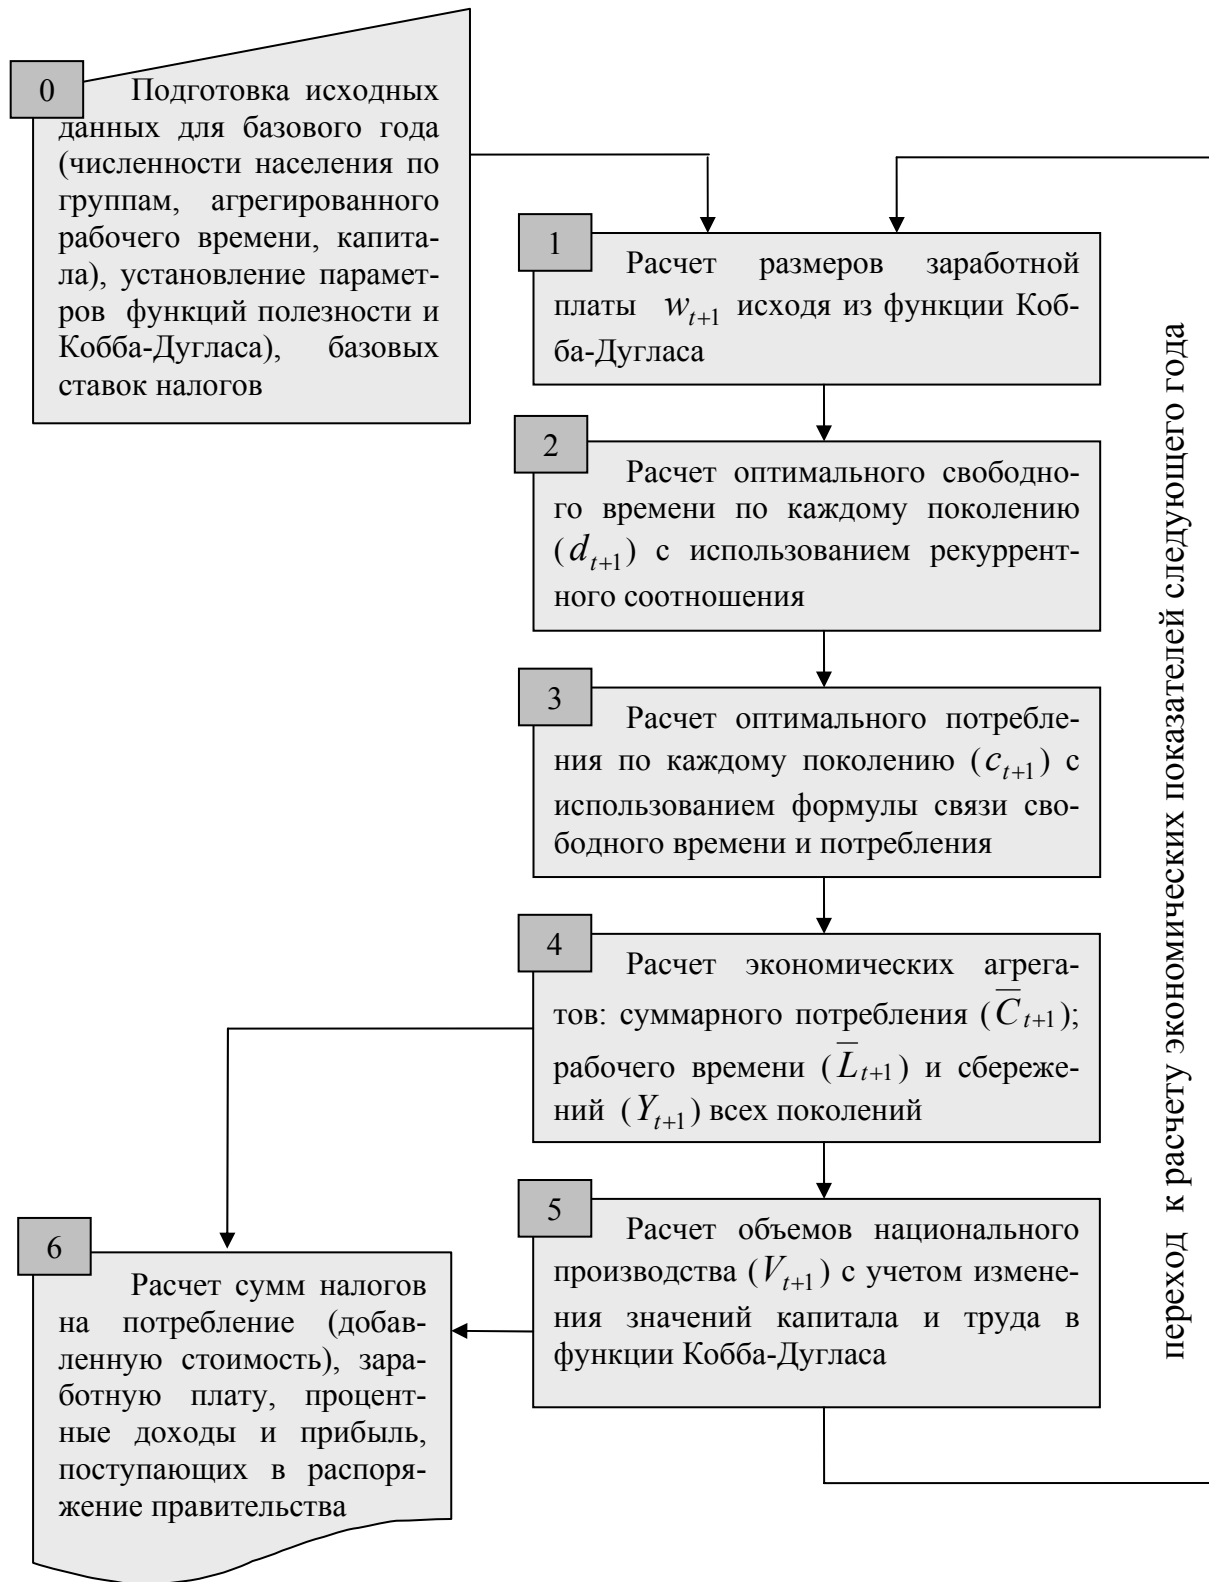 0
Подготовка исходных
данных для базового года
(численности населения по
группам, агрегированного
рабочего времени, капита-
ла), установление парамет-
ров функций полезности и
Кобба-Дугласа), базовых
ставок налогов
1
Расчет размеров заработной
платы w_{t+1} исходя из функции Коб-
ба-Дугласа
2
Расчет оптимального свободно-
го времени по каждому поколению
(d_{t+1}) с использованием рекуррент-
ного соотношения
3
Расчет оптимального потребле-
ния по каждому поколению (c_{t+1}) с
использованием формулы связи сво-
бодного времени и потребления
4
Расчет экономических агрега-
тов: суммарного потребления (C̅_{t+1});
рабочего времени (L̅_{t+1}) и сбереже-
ний (Y_{t+1}) всех поколений
5
Расчет объемов национального
производства (V_{t+1}) с учетом измене-
ния значений капитала и труда в
функции Кобба-Дугласа
6
Расчет сумм налогов
на потребление (добав-
ленную стоимость), зара-
ботную плату, процент-
ные доходы и прибыль,
поступающих в распоря-
жение правительства
переход к расчету экономических показателей следующего года